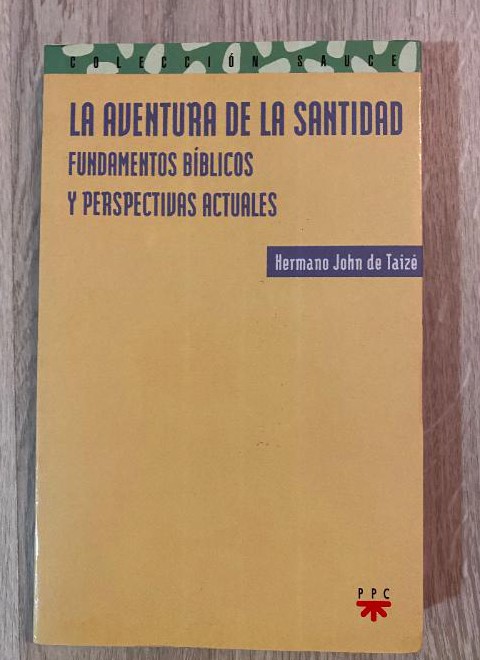 COLECCIÓN SAUCE
LA AVENTURA DE LA SANTIDAD
FUNDAMENTOS BÍBLICOS
Y PERSPECTIVAS ACTUALES
Hermano John de Taizé
PPC